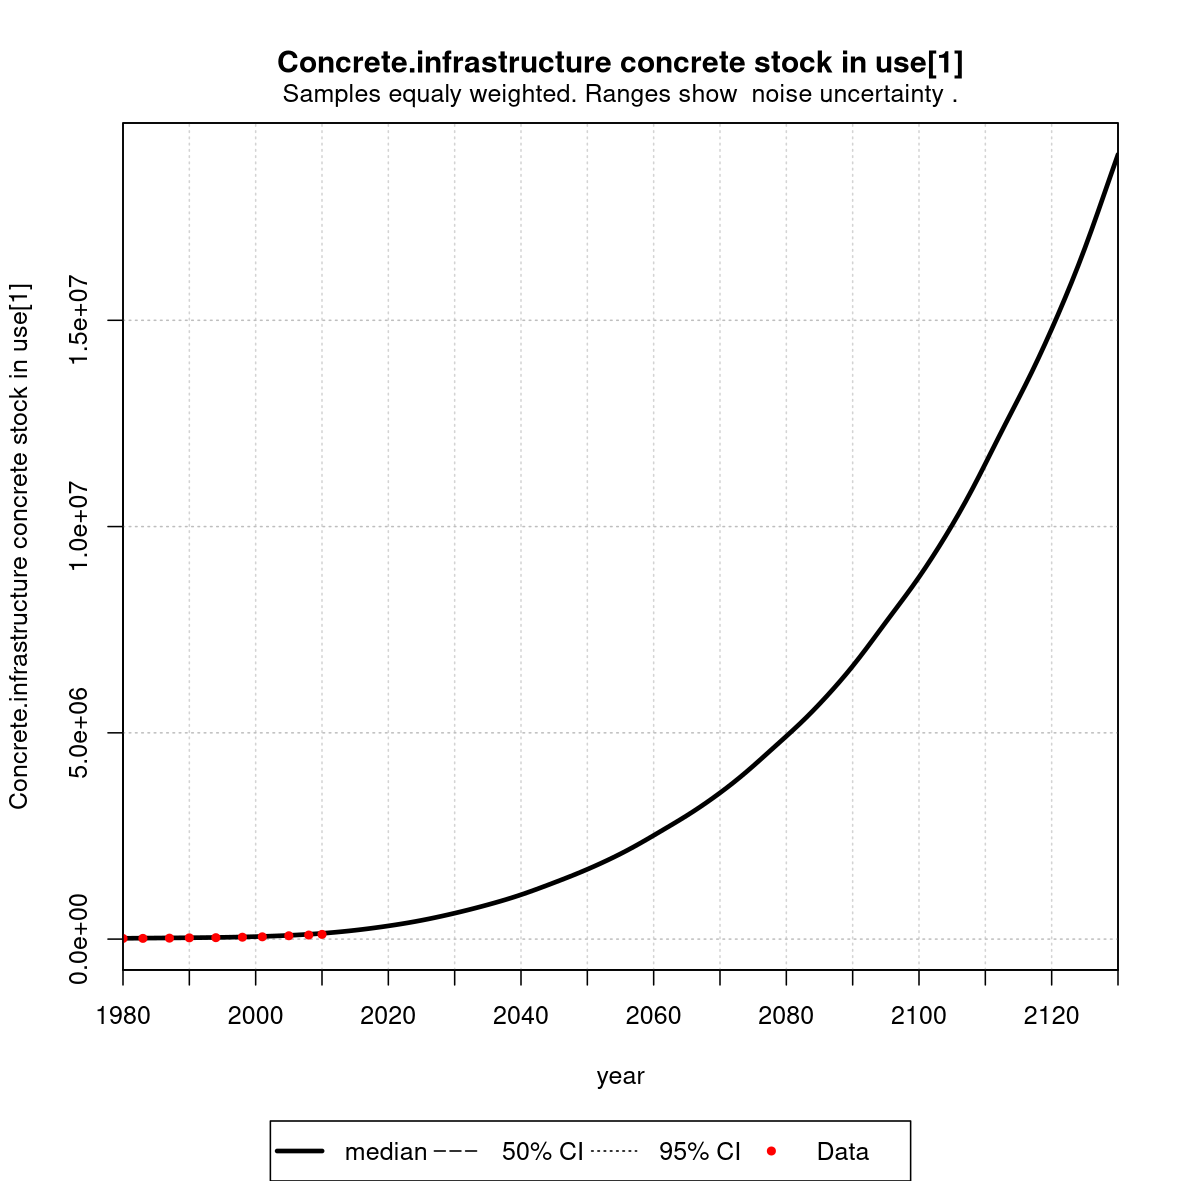 Concrete.infrastructure concrete stock in use[1]
Samples equaly weighted. Ranges show  noise uncertainty .
Concrete.infrastructure concrete stock in use[1]
1.5e+07
1.0e+07
5.0e+06
0.0e+00
1980 2000 2020 2040 2060 2080 2100 2120
year
median 50% CI 95% CI Data